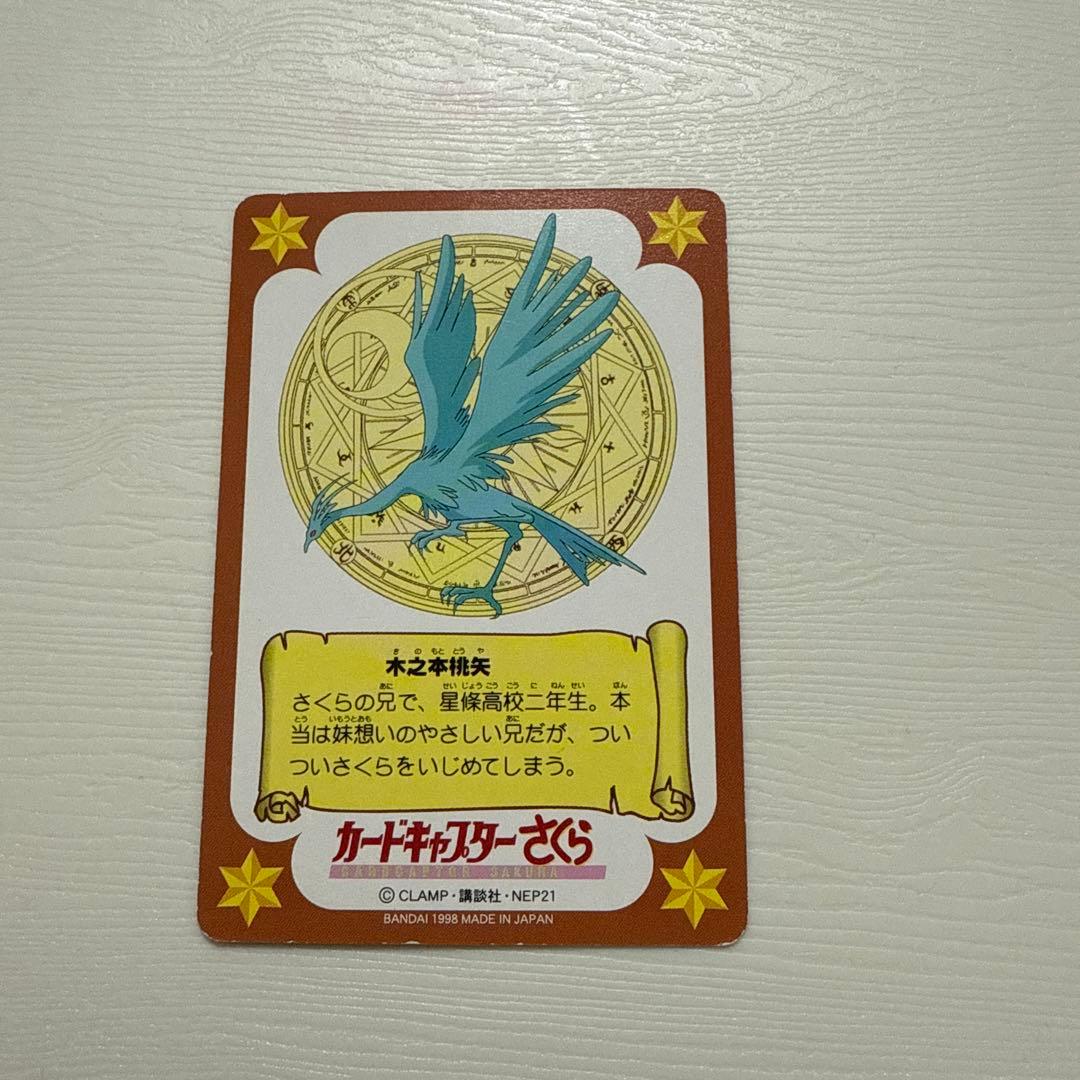 木之本桃矢
さくらの兄で、星條高校二年生。本
当は妹想いのやさしい兄だが、つい
ついさくらをいじめてしまう。
カードキャプターさくら
CARDCAPTOR SAKURA
© CLAMP・講談社・NEP21
BANDAI 1998 MADE IN JAPAN